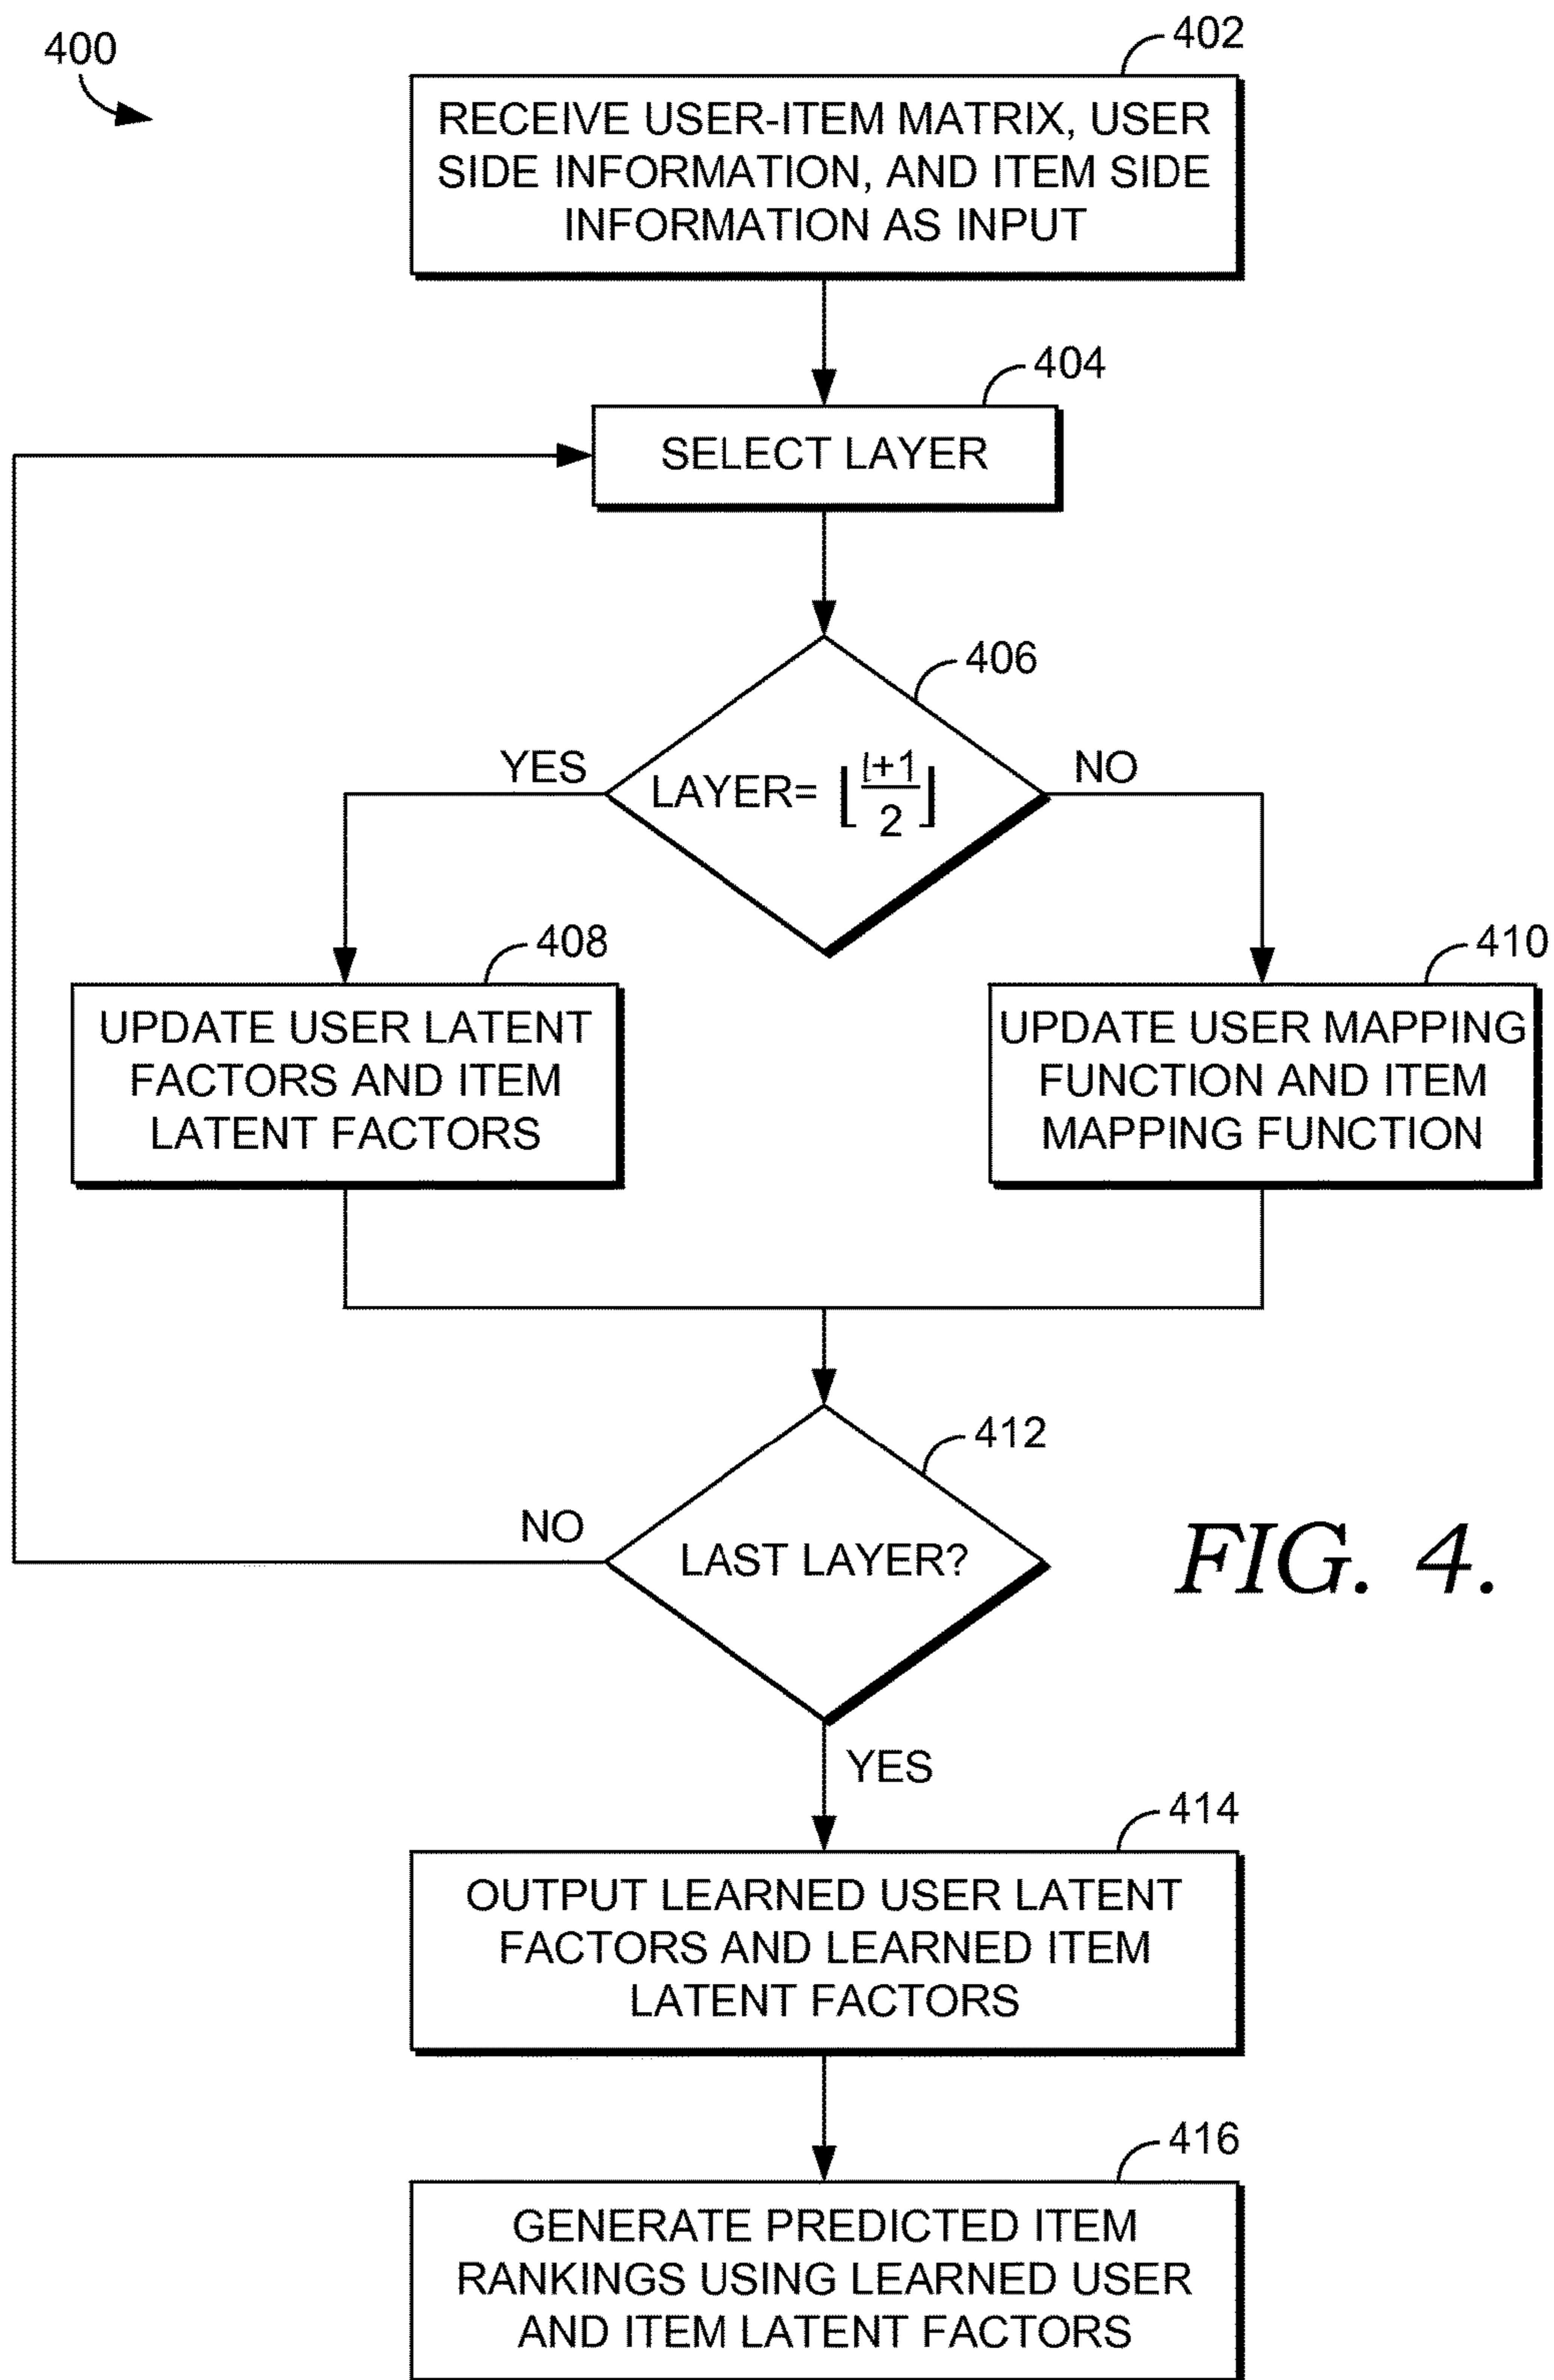 400
402
RECEIVE USER-ITEM MATRIX, USER
SIDE INFORMATION, AND ITEM SIDE
INFORMATION AS INPUT
404
SELECT LAYER
406
YES
LAYER= ⌊(l+1)/2⌋
NO
408
UPDATE USER LATENT
FACTORS AND ITEM
LATENT FACTORS
410
UPDATE USER MAPPING
FUNCTION AND ITEM
MAPPING FUNCTION
412
NO
LAST LAYER?
FIG. 4.
YES
414
OUTPUT LEARNED USER LATENT
FACTORS AND LEARNED ITEM
LATENT FACTORS
416
GENERATE PREDICTED ITEM
RANKINGS USING LEARNED USER
AND ITEM LATENT FACTORS